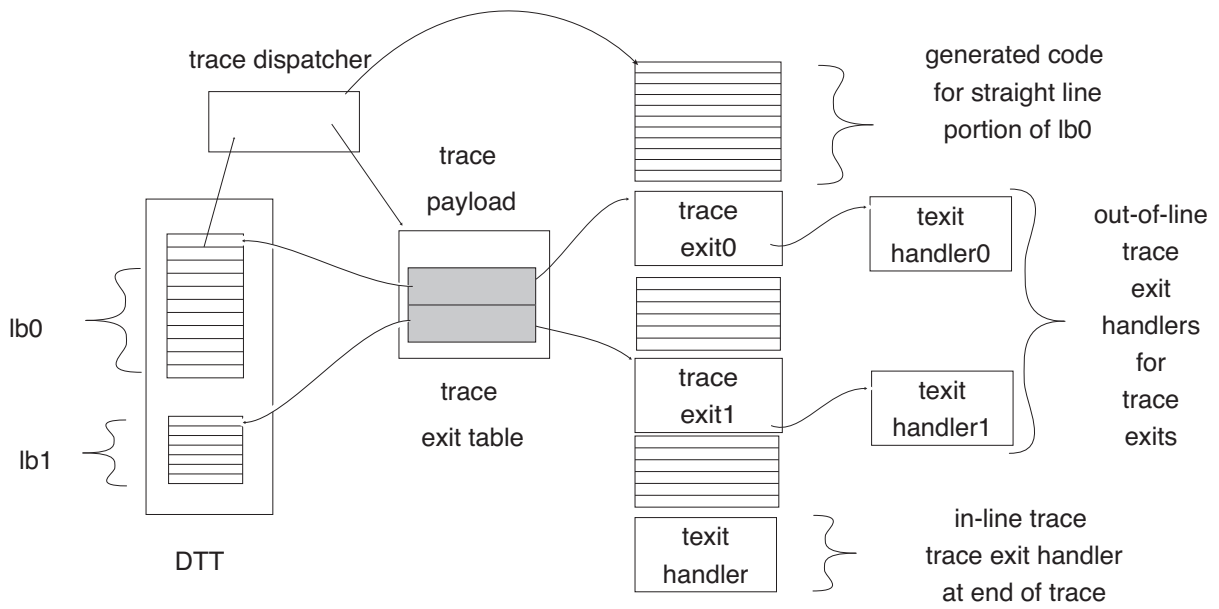 trace dispatcher
trace
payload
lb0
lb1
DTT
trace
exit table
generated code
for straight line
portion of lb0
trace
exit0
texit
handler0
trace
exit1
texit
handler1
out-of-line
trace
exit
handlers
for
trace
exits
texit
handler
in-line trace
trace exit handler
at end of trace